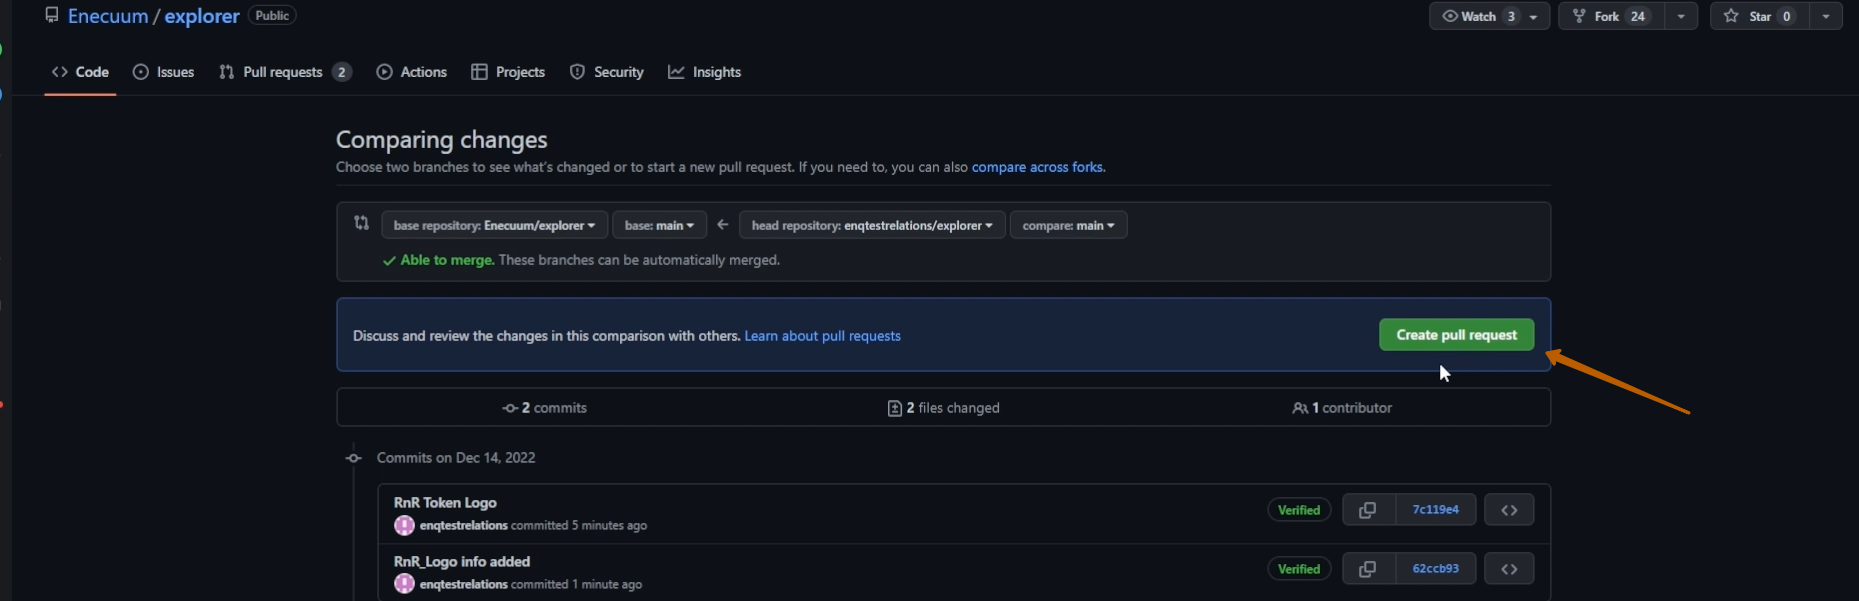 Enecuum / explorer Public Watch 3 Fork 24 Star 0
Code Issues Pull requests 2 Actions Projects Security Insights
Comparing changes
Choose two branches to see what's changed or to start a new pull request. If you need to, you can also compare across forks.
base repository: Enecuum/explorer base: main head repository: enqtestrelations/explorer compare: main
Able to merge. These branches can be automatically merged.
Discuss and review the changes in this comparison with others. Learn about pull requests Create pull request
2 commits 2 files changed 1 contributor
Commits on Dec 14, 2022
RnR Token Logo
Verified 7c119e4
enqtestrelations committed 5 minutes ago
RnR_Logo info added
Verified 62ccb93
enqtestrelations committed 1 minute ago